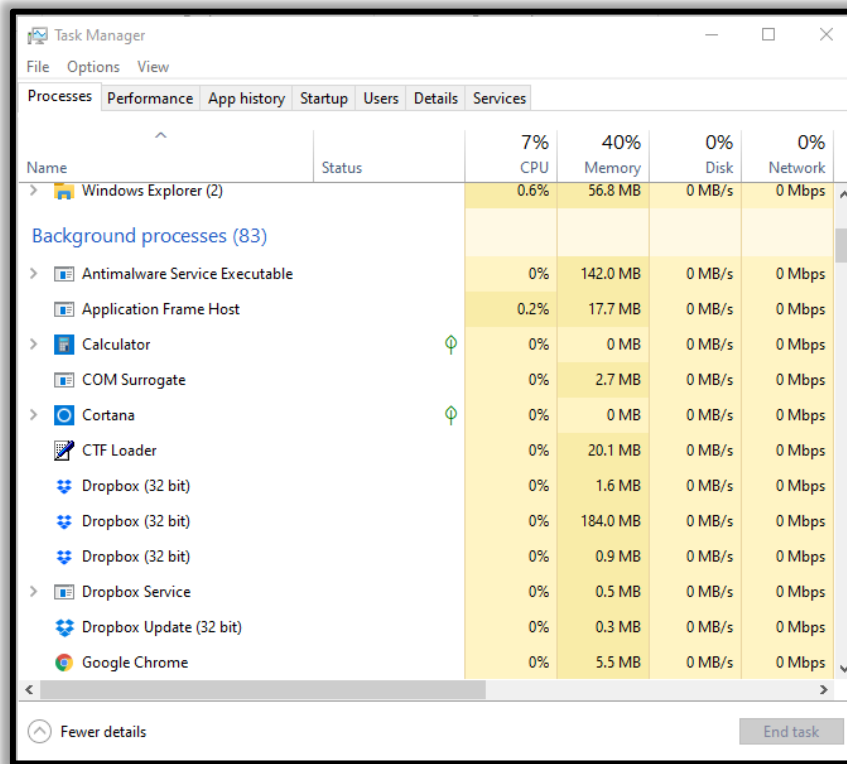 Task Manager
File Options View
Processes Performance App history Startup Users Details Services
7% 40% 0% 0%
Name Status CPU Memory Disk Network
Windows Explorer (2) 0.6% 56.8 MB 0 MB/s 0 Mbps
Background processes (83)
Antimalware Service Executable 0% 142.0 MB 0 MB/s 0 Mbps
Application Frame Host 0.2% 17.7 MB 0 MB/s 0 Mbps
Calculator 0% 0 MB 0 MB/s 0 Mbps
COM Surrogate 0% 2.7 MB 0 MB/s 0 Mbps
Cortana 0% 0 MB 0 MB/s 0 Mbps
CTF Loader 0% 20.1 MB 0 MB/s 0 Mbps
Dropbox (32 bit) 0% 1.6 MB 0 MB/s 0 Mbps
Dropbox (32 bit) 0% 184.0 MB 0 MB/s 0 Mbps
Dropbox (32 bit) 0% 0.9 MB 0 MB/s 0 Mbps
Dropbox Service 0% 0.5 MB 0 MB/s 0 Mbps
Dropbox Update (32 bit) 0% 0.3 MB 0 MB/s 0 Mbps
Google Chrome 0% 5.5 MB 0 MB/s 0 Mbps
Fewer details End task